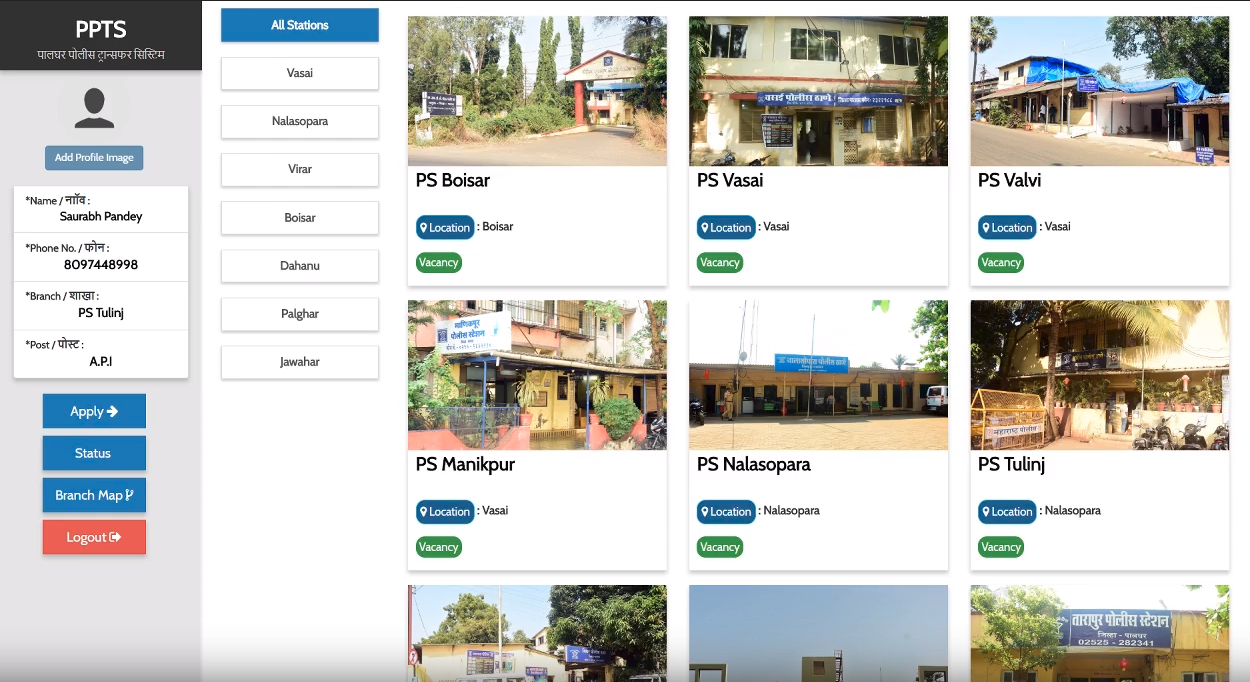 PPTS
पालघर पोलीस ट्रान्सफर सिस्टिम
Add Profile Image
*Name / नाॉव :
Saurabh Pandey
*Phone No. / फोन :
8097448998
*Branch / शाखा :
PS Tulinj
*Post / पोस्ट :
A.P.I
Apply
Status
Branch Map
Logout
All Stations
Vasai
Nalasopara
Virar
Boisar
Dahanu
Palghar
Jawahar
PS Boisar
Location : Boisar
Vacancy
वसई पोलीस ठाणे
PS Vasai
Location : Vasai
Vacancy
PS Valvi
Location : Vasai
Vacancy
माणिकपूर
पोलीस स्टेशन
PS Manikpur
Location : Vasai
Vacancy
नालासोपारा पोलीस ठाणे
PS Nalasopara
Location : Nalasopara
Vacancy
महाराष्ट्र पोलीस
PS Tulinj
Location : Nalasopara
Vacancy
तारापुर पोलीस स्टेशन
जिल्हा - पालघर
02525 - 282341